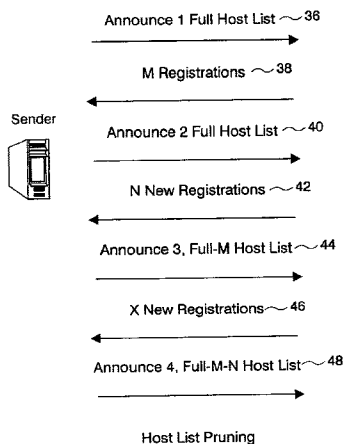 Announce 1 Full Host List 36
M Registrations 38
Sender
Announce 2 Full Host List 40
N New Registrations 42
Announce 3, Full-M Host List 44
X New Registrations 46
Announce 4, Full-M-N Host List 48
Host List Pruning